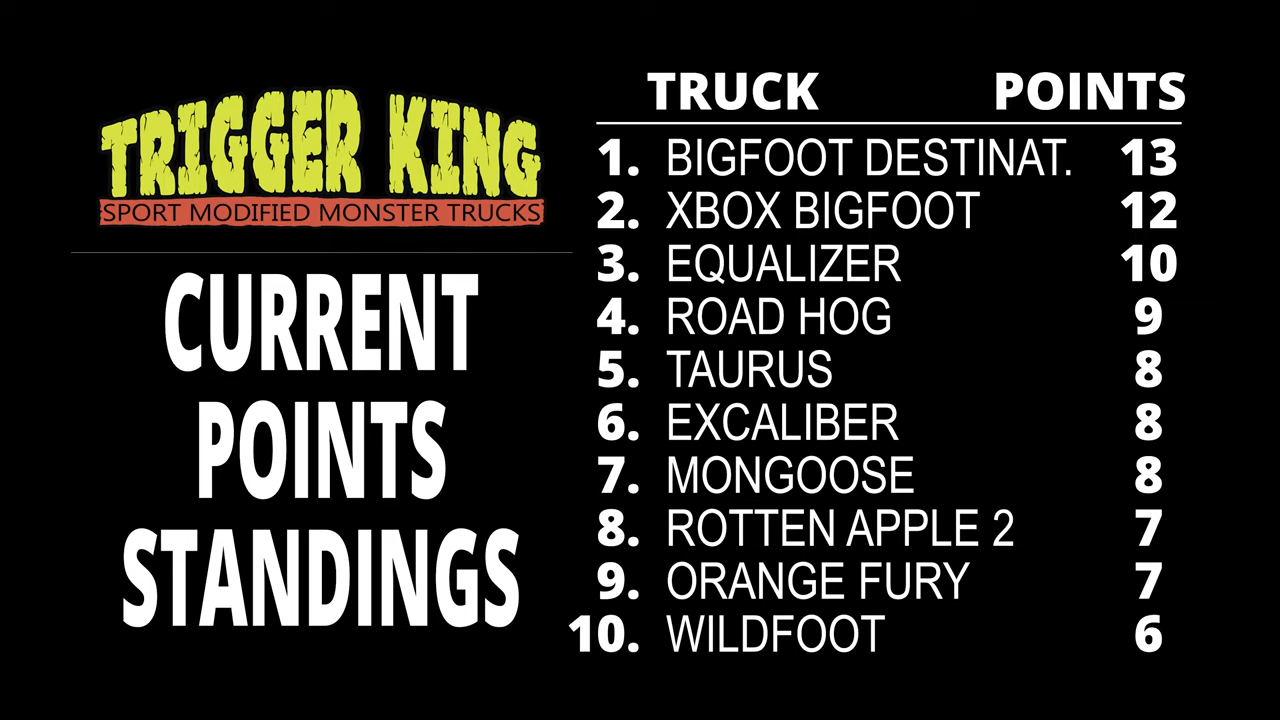 TRIGGER KING
SPORT MODIFIED MONSTER TRUCKS
CURRENT
POINTS
STANDINGS
TRUCK POINTS
1. BIGFOOT DESTINAT. 13
2. XBOX BIGFOOT 12
3. EQUALIZER 10
4. ROAD HOG 9
5. TAURUS 8
6. EXCALIBER 8
7. MONGOOSE 8
8. ROTTEN APPLE 2 7
9. ORANGE FURY 7
10. WILDFOOT 6